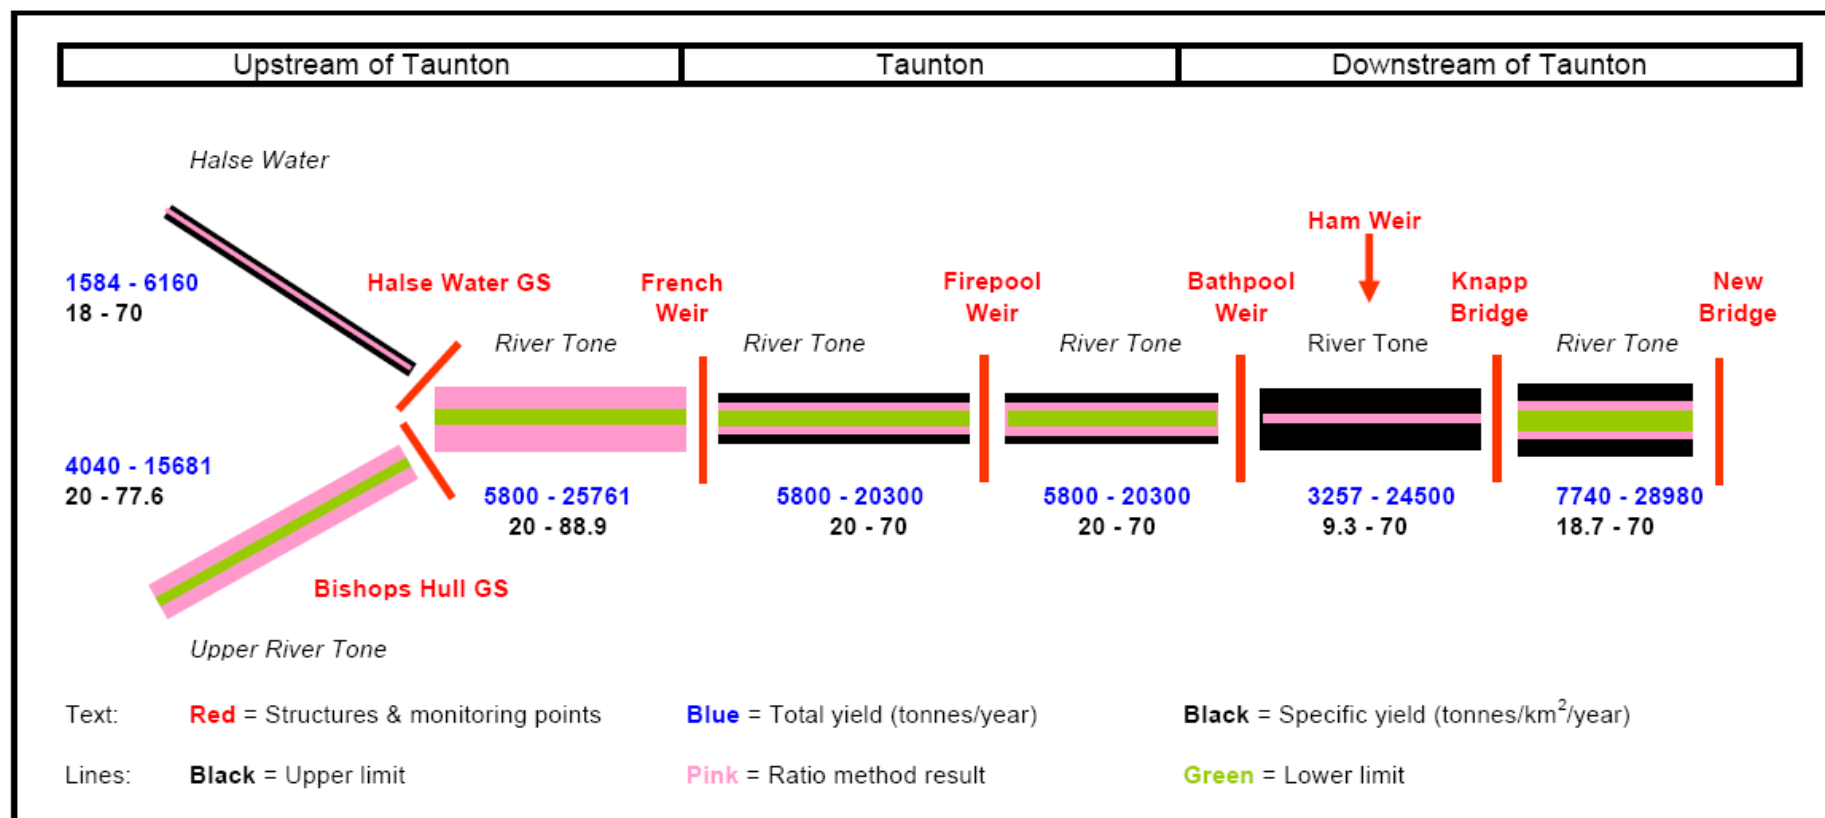 Upstream of Taunton
Taunton
Downstream of Taunton
Halse Water
Ham Weir
1584 - 6160
18 - 70
Halse Water GS
French
Weir
Firepool
Weir
Bathpool
Weir
Knapp
Bridge
New
Bridge
River Tone
River Tone
River Tone
River Tone
River Tone
4040 - 15681
20 - 77.6
5800 - 25761
20 - 88.9
5800 - 20300
20 - 70
5800 - 20300
20 - 70
3257 - 24500
9.3 - 70
7740 - 28980
18.7 - 70
Bishops Hull GS
Upper River Tone
Text: Red = Structures & monitoring points Blue = Total yield (tonnes/year) Black = Specific yield (tonnes/km²/year)
Lines: Black = Upper limit Pink = Ratio method result Green = Lower limit